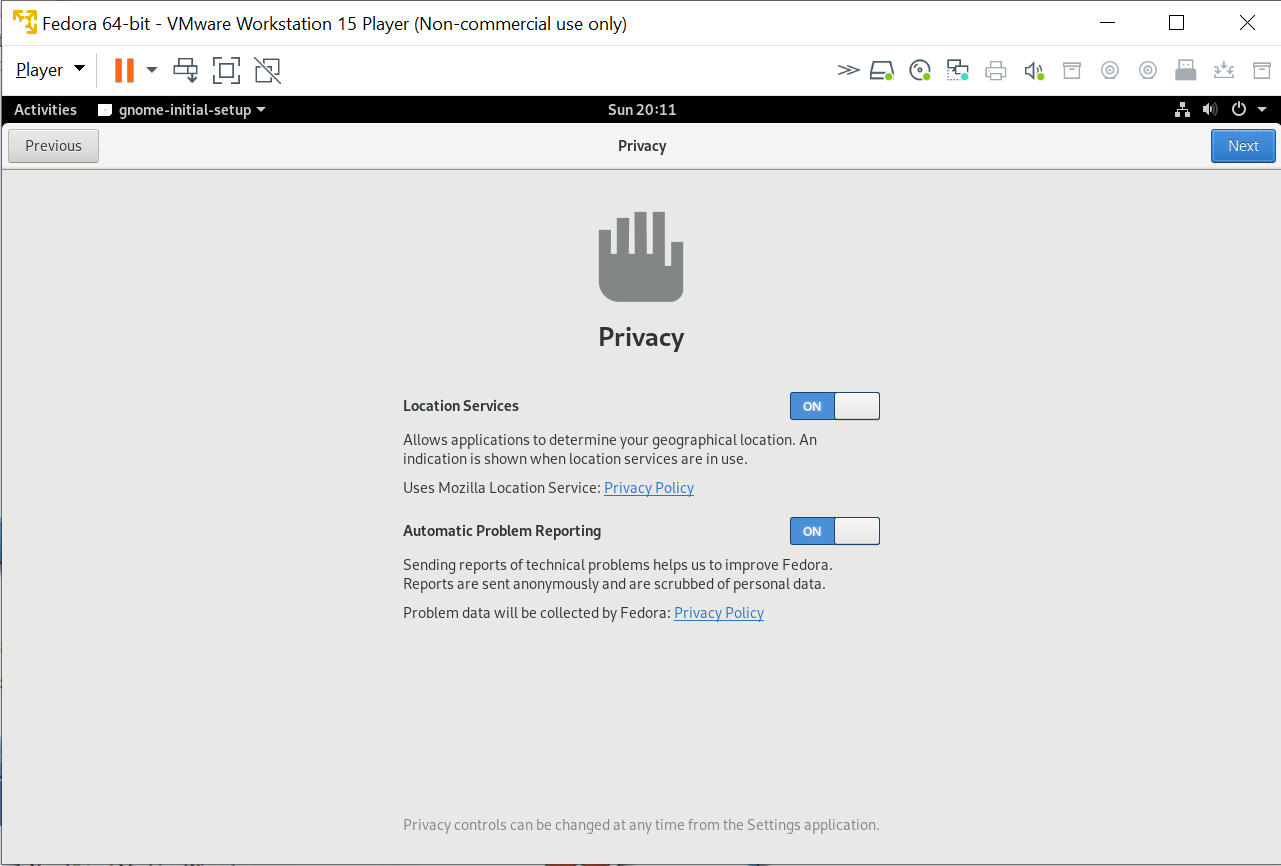 Fedora 64-bit - VMware Workstation 15 Player (Non-commercial use only)
Player
Activities gnome-initial-setup Sun 20:11
Previous Privacy Next
Privacy
Location Services ON
Allows applications to determine your geographical location. An
indication is shown when location services are in use.
Uses Mozilla Location Service: Privacy Policy
Automatic Problem Reporting ON
Sending reports of technical problems helps us to improve Fedora.
Reports are sent anonymously and are scrubbed of personal data.
Problem data will be collected by Fedora: Privacy Policy
Privacy controls can be changed at any time from the Settings application.